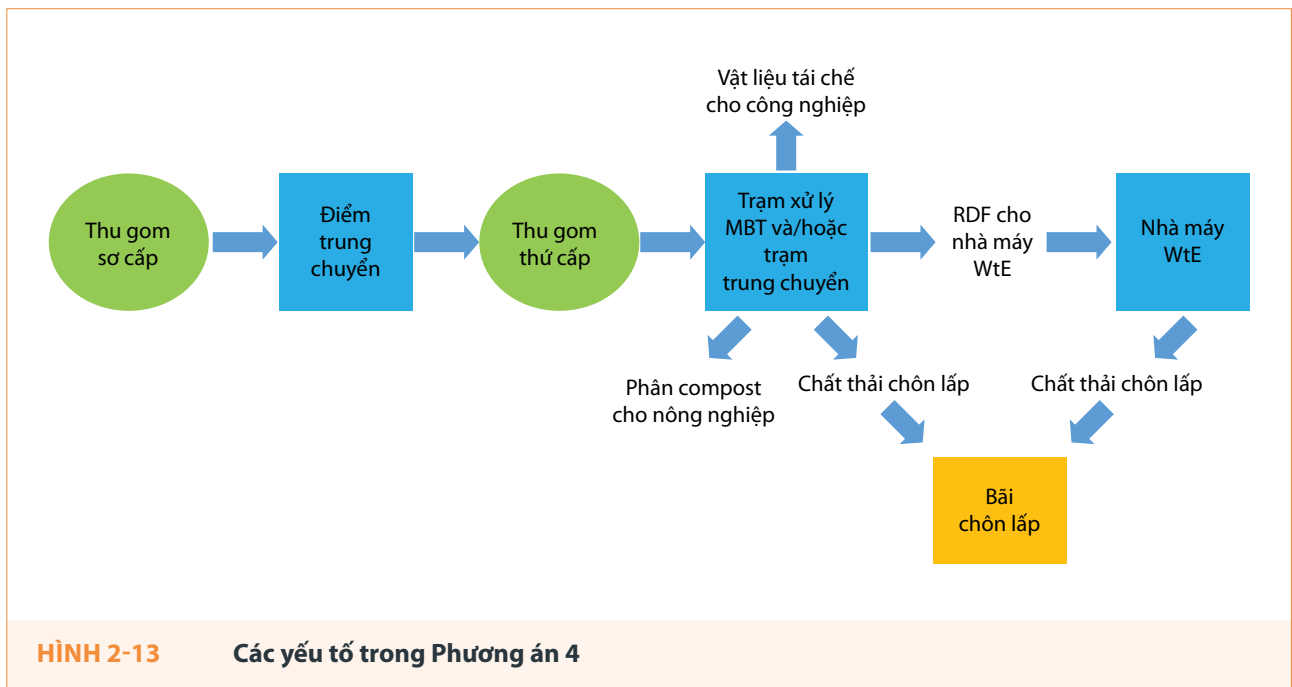 Vật liệu tái chế
cho công nghiệp
Thu gom
sơ cấp
Điểm
trung
chuyển
Thu gom
thứ cấp
Trạm xử lý
MBT và/hoặc
trạm
trung chuyển
RDF cho
nhà máy
WtE
Nhà máy
WtE
Phân compost
cho nông nghiệp
Chất thải chôn lấp
Chất thải chôn lấp
Bãi
chôn lấp
HÌNH 2-13 Các yếu tố trong Phương án 4